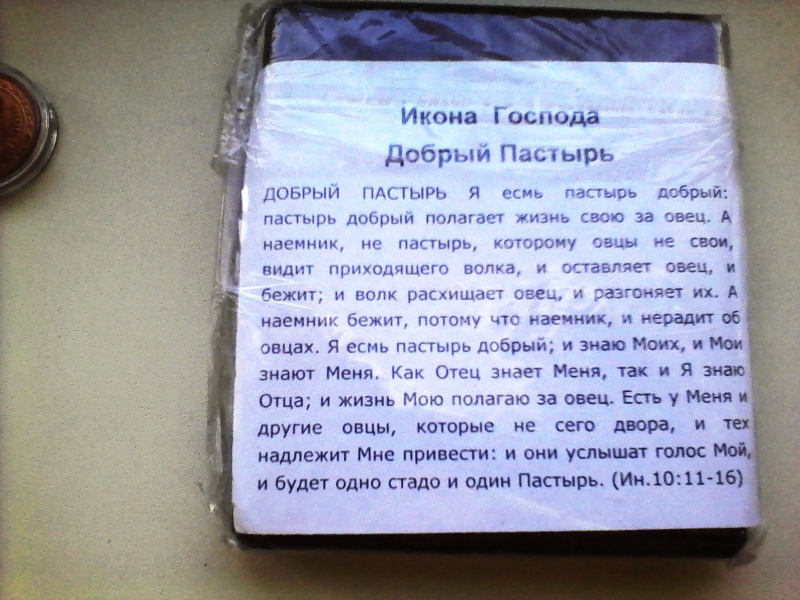 Икона Господа
Добрый Пастырь
ДОБРЫЙ ПАСТЫРЬ Я есмь пастырь добрый:
пастырь добрый полагает жизнь свою за овец. А
наемник, не пастырь, которому овцы не свои,
видит приходящего волка, и оставляет овец, и
бежит; и волк расхищает овец, и разгоняет их. А
наемник бежит, потому что наемник, и нерадит об
овцах. Я есмь пастырь добрый; и знаю Моих, и Мои
знают Меня. Как Отец знает Меня, так и Я знаю
Отца; и жизнь Мою полагаю за овец. Есть у Меня и
другие овцы, которые не сего двора, и тех
надлежит Мне привести: и они услышат голос Мой,
и будет одно стадо и один Пастырь. (Ин.10:11-16)